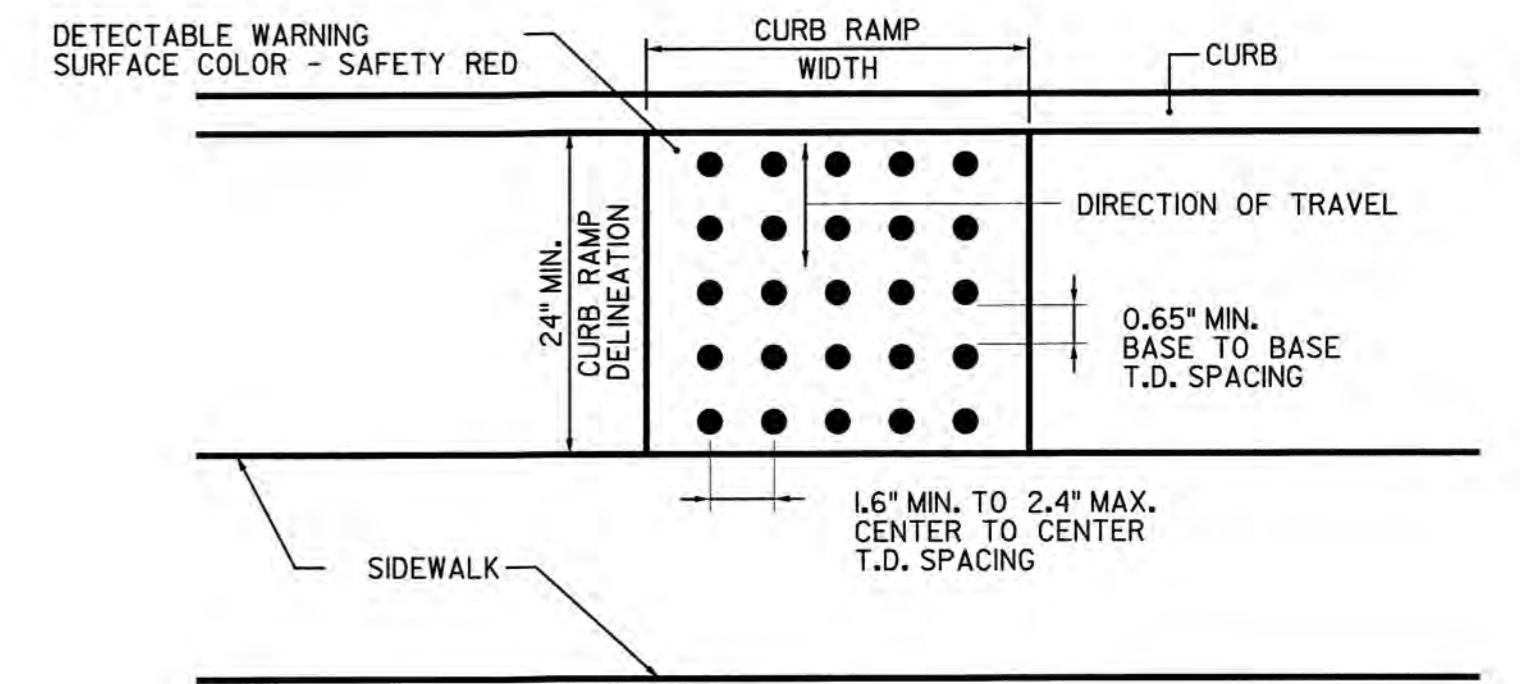 DETECTABLE WARNING
SURFACE COLOR - SAFETY RED
CURB RAMP
WIDTH
CURB
DIRECTION OF TRAVEL
24" MIN.
CURB RAMP
DELINEATION
0.65" MIN.
BASE TO BASE
T.D. SPACING
1.6" MIN. TO 2.4" MAX.
CENTER TO CENTER
T.D. SPACING
SIDEWALK